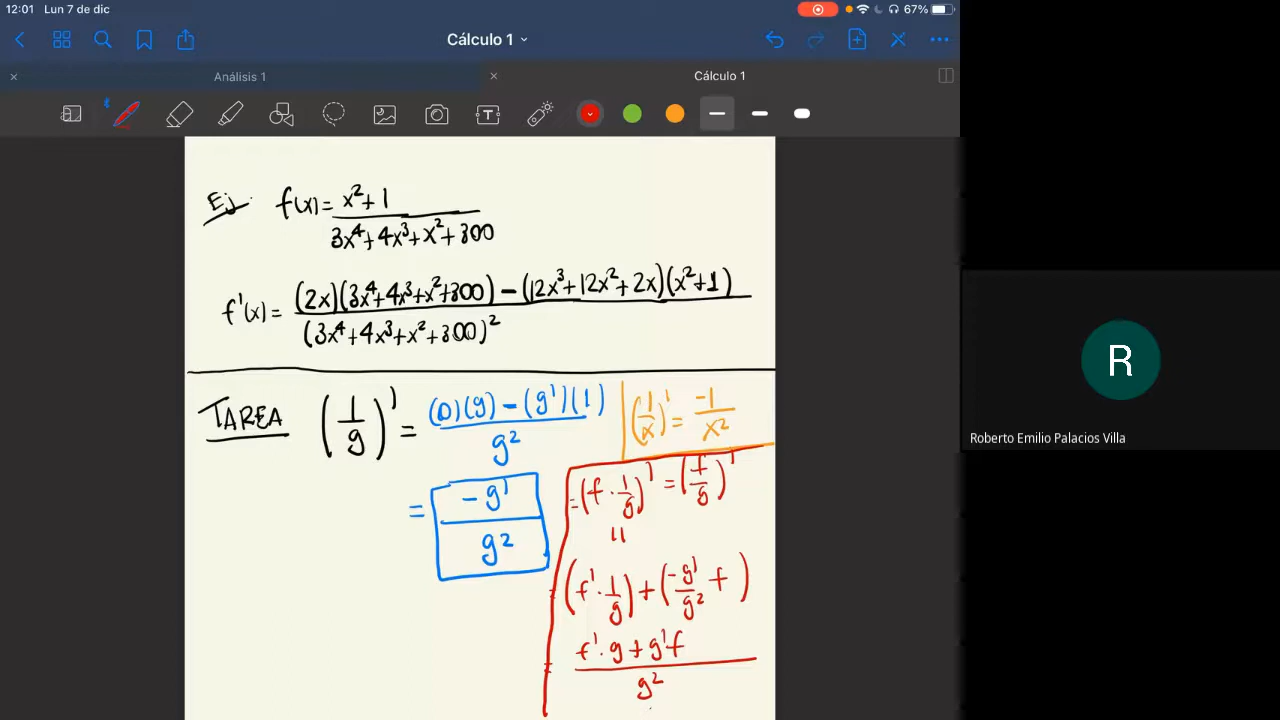 12:01 Lun 7 de dic 67%
Cálculo 1
Análisis 1 Cálculo 1
Ej. f(x) = (x² + 1) / (3x⁴ + 4x³ + x² + 300)
f'(x) = ((2x)(3x⁴ + 4x³ + x² + 300) − (12x³ + 12x² + 2x)(x² + 1)) / (3x⁴ + 4x³ + x² + 300)²
TAREA (1/g)' = ((0)(g) − (g')(1)) / g²
= −g' / g²
(1/x)' = −1 / x²
= (f · 1/g)' = (f/g)'
॥
= (f' · 1/g) + (−g'/g² f)
= (f' · g + g'f) / g²
R
Roberto Emilio Palacios Villa